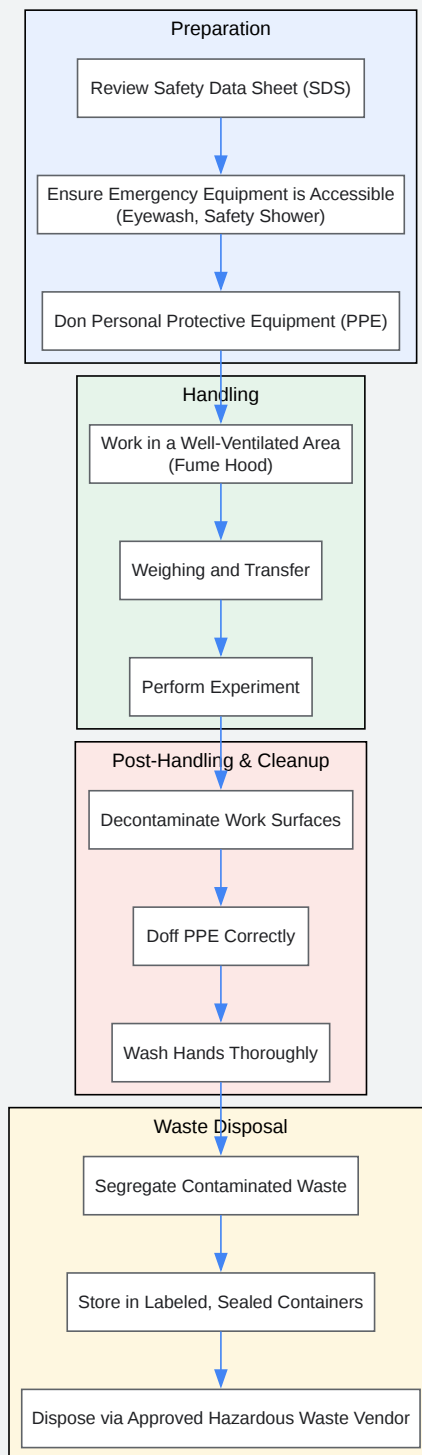 Preparation
Review Safety Data Sheet (SDS)
Ensure Emergency Equipment is Accessible
(Eyewash, Safety Shower)
Don Personal Protective Equipment (PPE)
Handling
Work in a Well-Ventilated Area
(Fume Hood)
Weighing and Transfer
Perform Experiment
Post-Handling & Cleanup
Decontaminate Work Surfaces
Doff PPE Correctly
Wash Hands Thoroughly
Waste Disposal
Segregate Contaminated Waste
Store in Labeled, Sealed Containers
Dispose via Approved Hazardous Waste Vendor